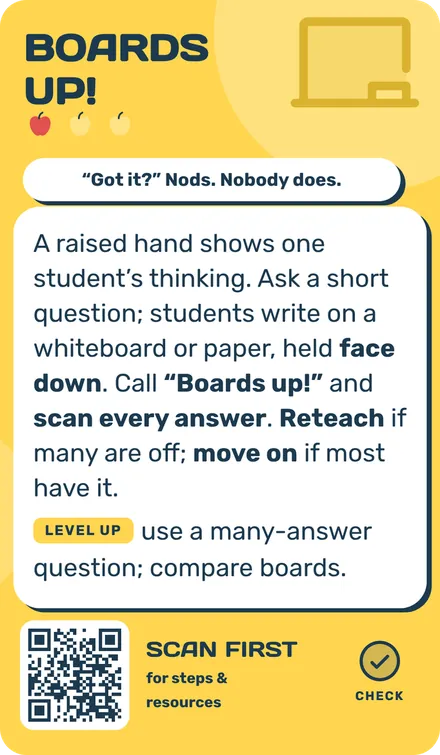 BOARDS
UP!
“Got it?” Nods. Nobody does.
A raised hand shows one
student’s thinking. Ask a short
question; students write on a
whiteboard or paper, held face
down. Call “Boards up!” and
scan every answer. Reteach if
many are off; move on if most
have it.
LEVEL UP use a many-answer
question; compare boards.
SCAN FIRST
for steps &
resources
CHECK